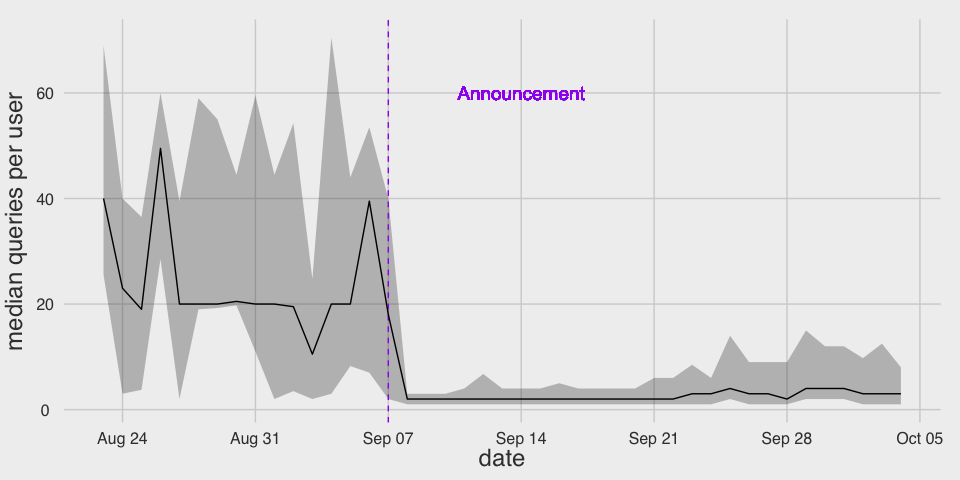 median queries per user
60
40
20
0
Announcement
Aug 24
Aug 31
Sep 07
Sep 14
Sep 21
Sep 28
Oct 05
date